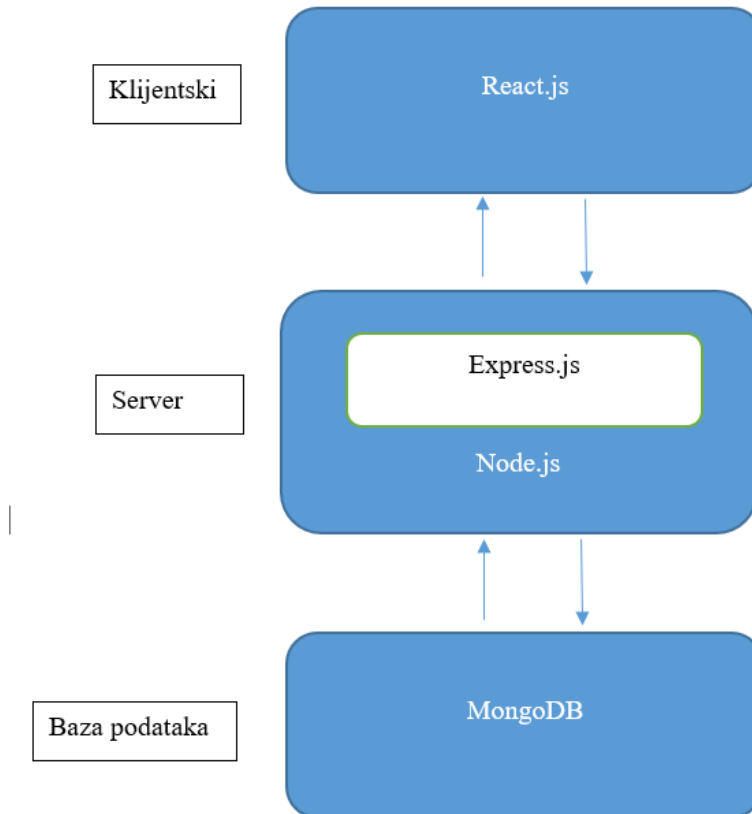 Klijentski
React.js
Server
Express.js
Node.js
Baza podataka
MongoDB